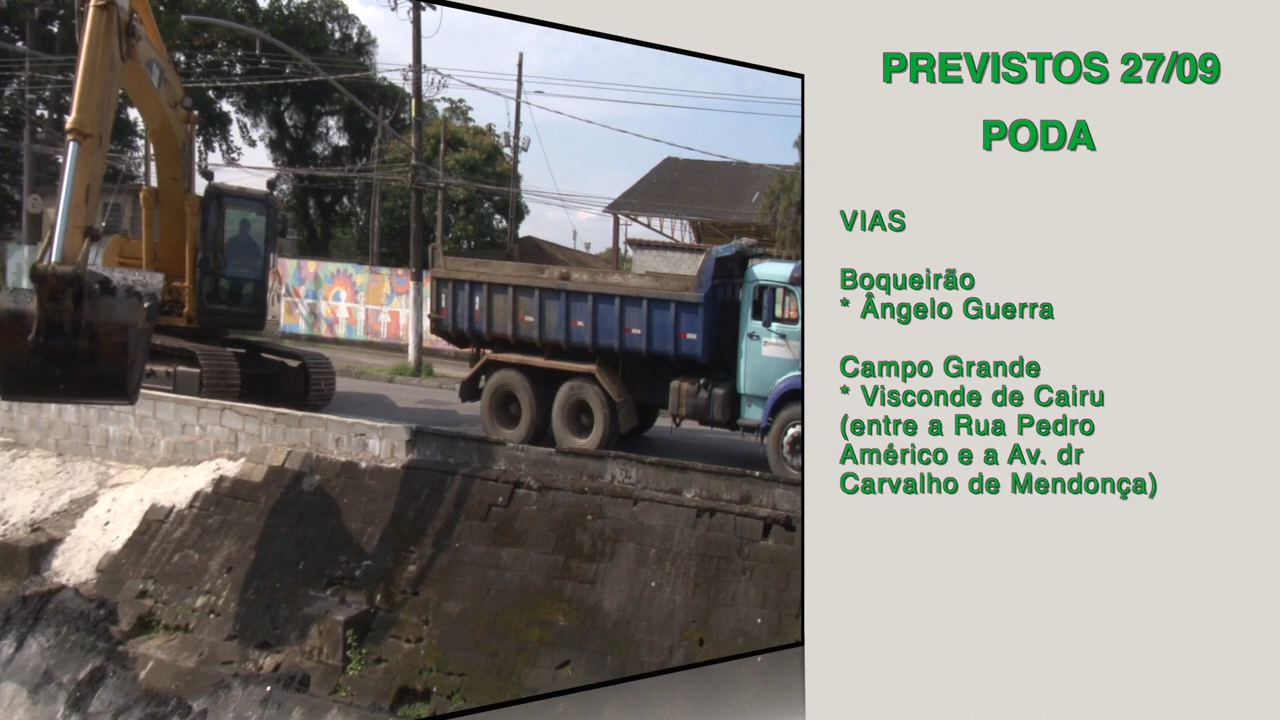 PREVISTOS 27/09
PODA
VIAS
Boqueirão
* Ângelo Guerra
Campo Grande
* Visconde de Cairu
(entre a Rua Pedro
Américo e a Av. dr
Carvalho de Mendonça)